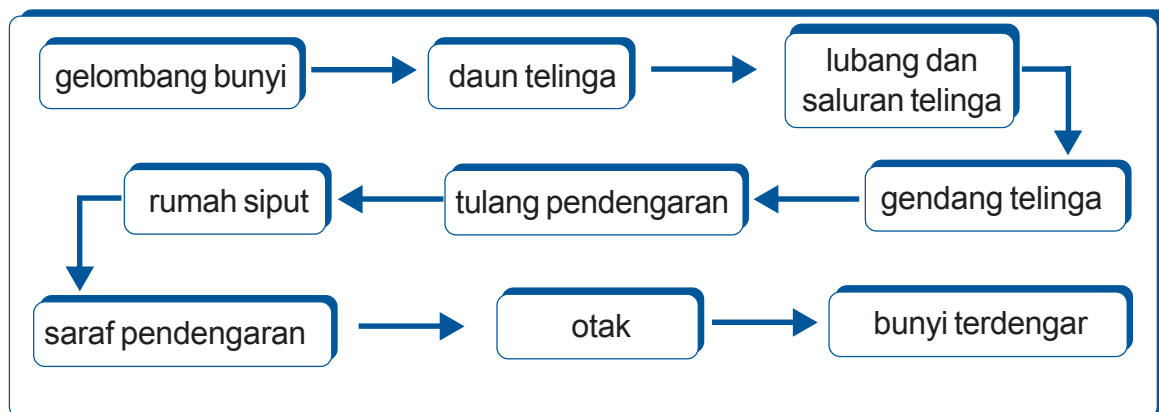 gelombang bunyi
daun telinga
lubang dan
saluran telinga
gendang telinga
tulang pendengaran
rumah siput
saraf pendengaran
otak
bunyi terdengar